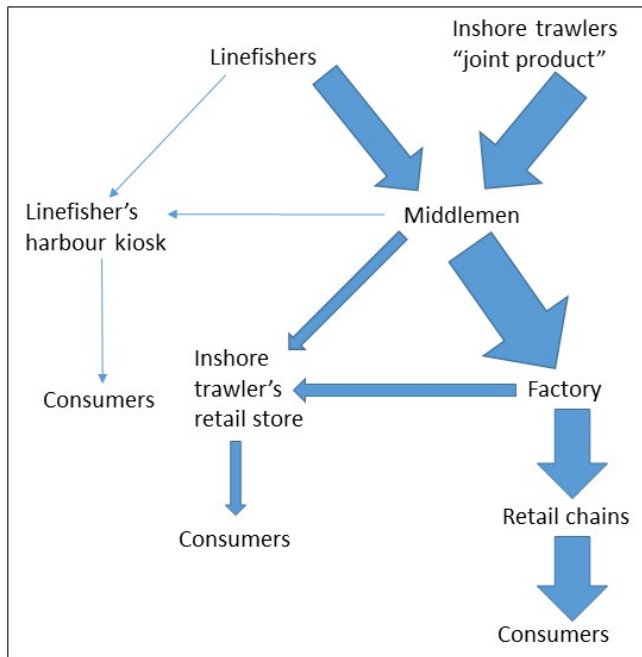 Linefishers
Inshore trawlers
“joint product”
Linefisher’s
harbour kiosk
Middlemen
Consumers
Inshore
trawler’s
retail store
Factory
Consumers
Retail chains
Consumers